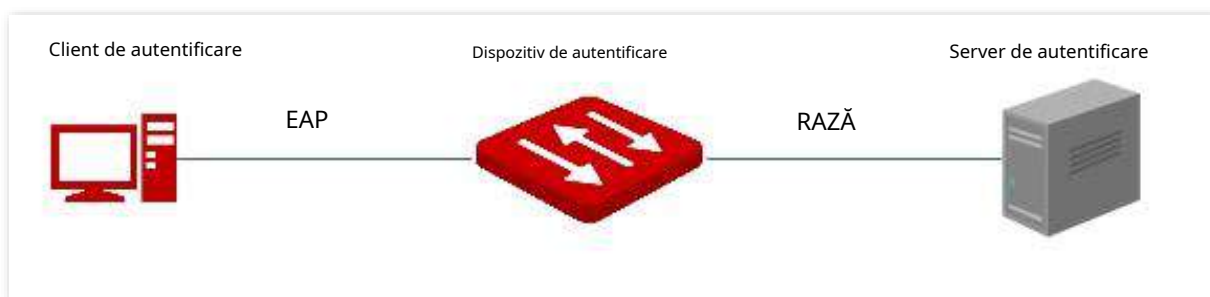 Client de autentificare
Dispozitiv de autentificare
Server de autentificare
EAP
RAZĂ